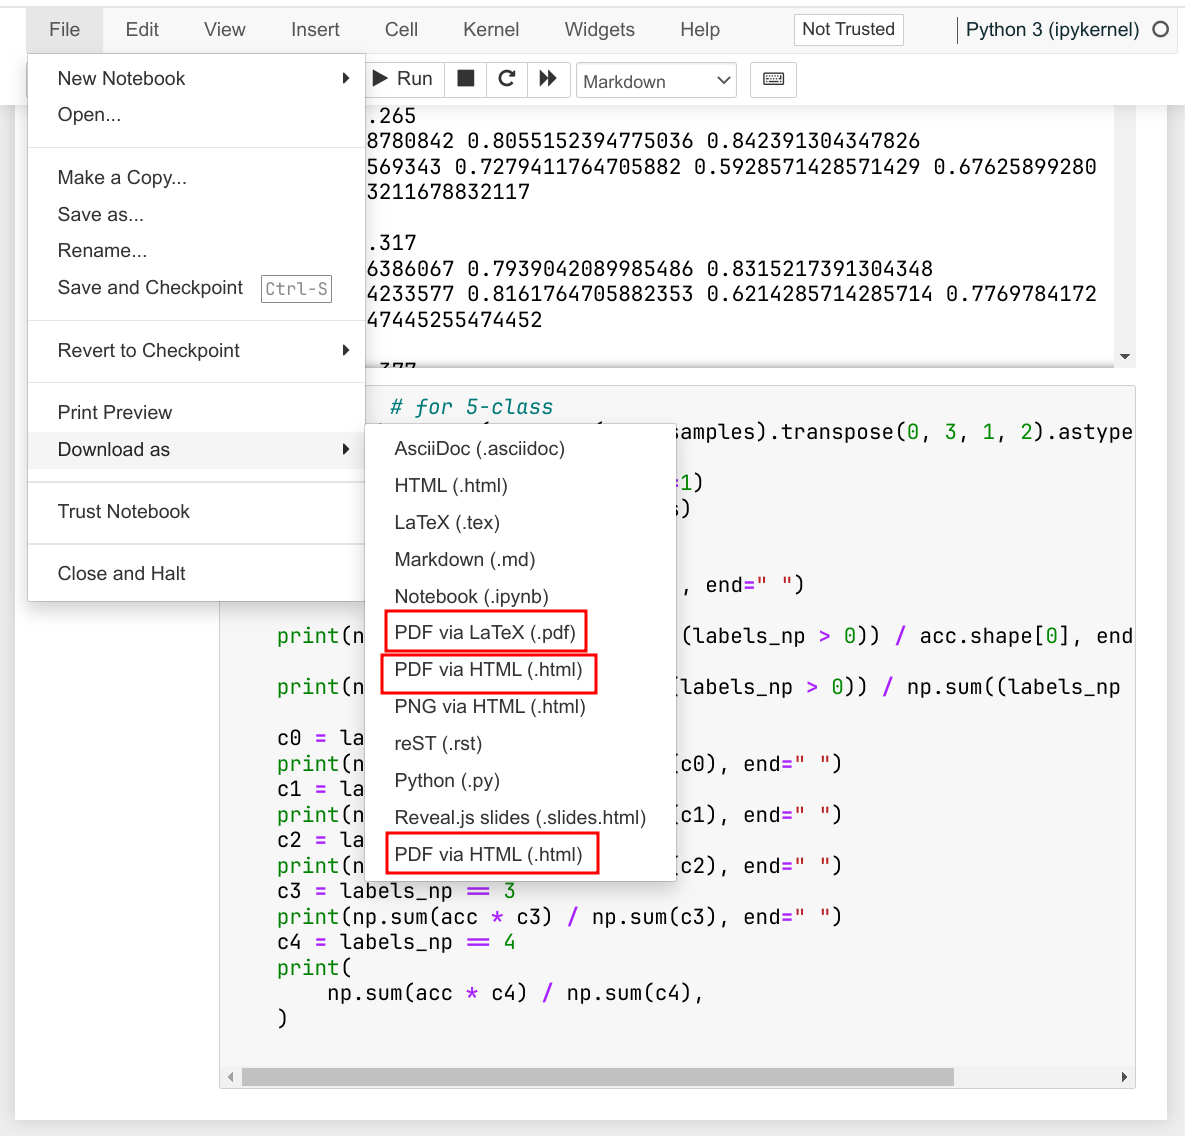 File Edit View Insert Cell Kernel Widgets Help Not Trusted Python 3 (ipykernel)
New Notebook
Open...
Make a Copy...
Save as...
Rename...
Save and Checkpoint Ctrl-S
Revert to Checkpoint
Print Preview
Download as
Trust Notebook
Close and Halt
Run Markdown
.265
8780842 0.8055152394775036 0.842391304347826
569343 0.7279411764705882 0.5928571428571429 0.67625899280
3211678832117
.317
6386067 0.7939042089985486 0.8315217391304348
4233577 0.8161764705882353 0.6214285714285714 0.7769784172
47445255474452
.377
AsciiDoc (.asciidoc)
HTML (.html)
LaTeX (.tex)
Markdown (.md)
Notebook (.ipynb)
PDF via LaTeX (.pdf)
PDF via HTML (.html)
PNG via HTML (.html)
reST (.rst)
Python (.py)
Reveal.js slides (.slides.html)
PDF via HTML (.html)
# for 5-class
amples).transpose(0, 3, 1, 2).astype
=1)
s)
, end=" ")
print(n (labels_np > 0)) / acc.shape[0], end
print(n (labels_np > 0)) / np.sum((labels_np
c0 = la
print(n (c0), end=" ")
c1 = la
print(n (c1), end=" ")
c2 = la
print(n (c2), end=" ")
c3 = labels_np == 3
print(np.sum(acc * c3) / np.sum(c3), end=" ")
c4 = labels_np == 4
print(
np.sum(acc * c4) / np.sum(c4),
)